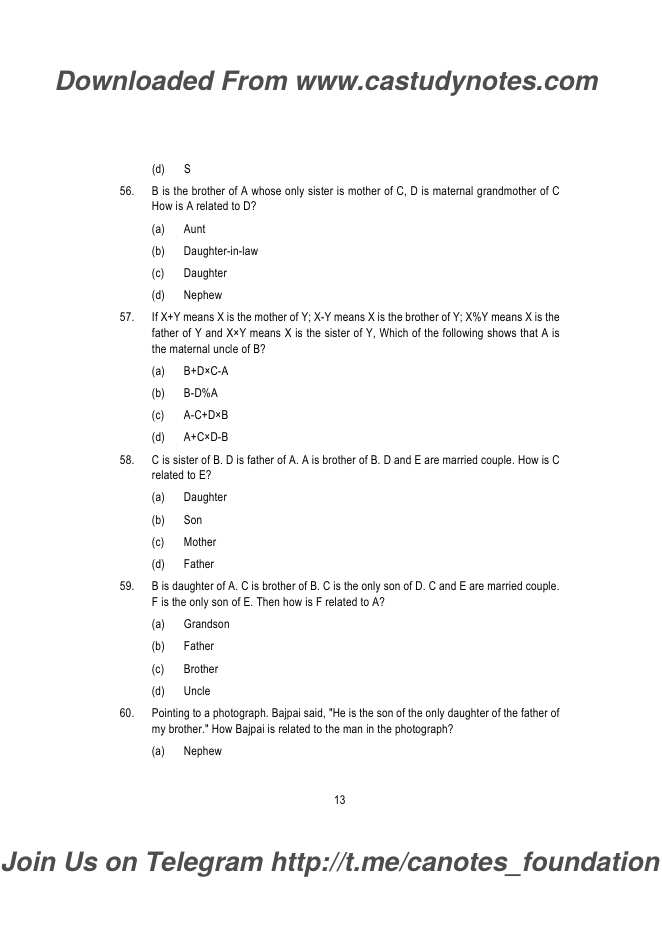 Downloaded From www.castudynotes.com
(d) S
56. B is the brother of A whose only sister is mother of C, D is maternal grandmother of C
How is A related to D?
(a) Aunt
(b) Daughter-in-law
(c) Daughter
(d) Nephew
57. If X+Y means X is the mother of Y; X-Y means X is the brother of Y; X%Y means X is the
father of Y and X×Y means X is the sister of Y, Which of the following shows that A is
the maternal uncle of B?
(a) B+D×C-A
(b) B-D%A
(c) A-C+D×B
(d) A+C×D-B
58. C is sister of B. D is father of A. A is brother of B. D and E are married couple. How is C
related to E?
(a) Daughter
(b) Son
(c) Mother
(d) Father
59. B is daughter of A. C is brother of B. C is the only son of D. C and E are married couple.
F is the only son of E. Then how is F related to A?
(a) Grandson
(b) Father
(c) Brother
(d) Uncle
60. Pointing to a photograph. Bajpai said, "He is the son of the only daughter of the father of
my brother." How Bajpai is related to the man in the photograph?
(a) Nephew
13
Join Us on Telegram http://t.me/canotes_foundation